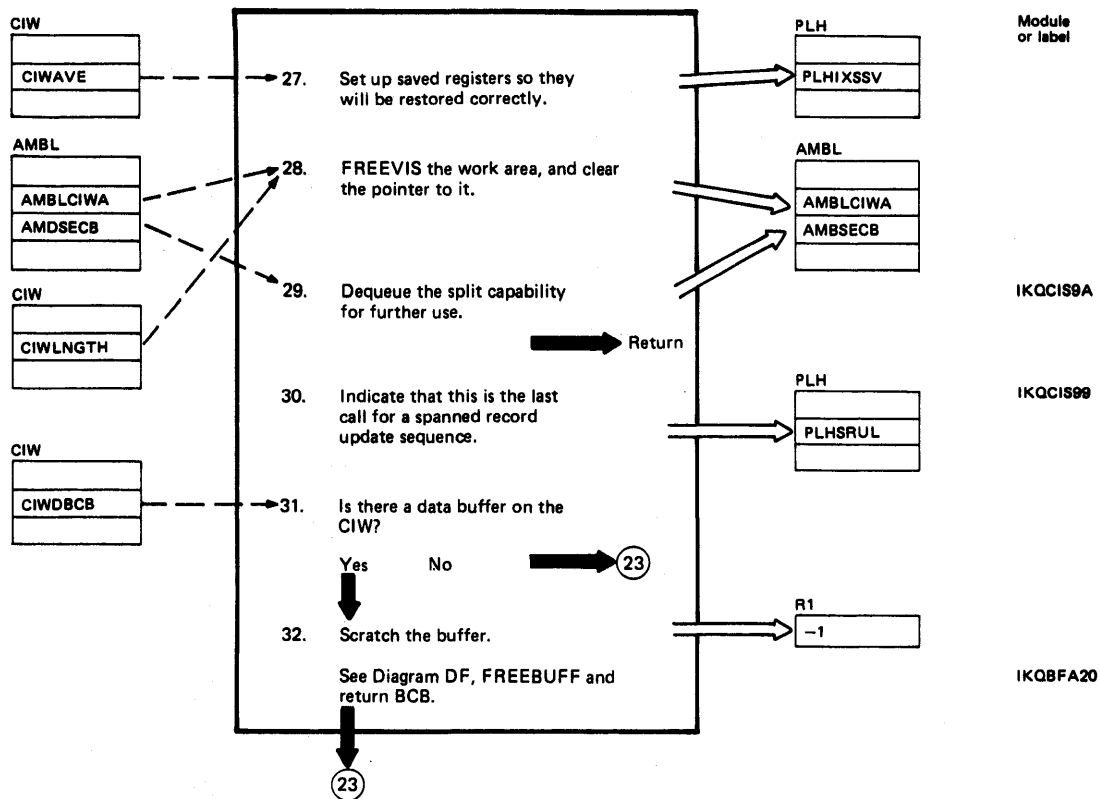 CIW
CIWAVE
AMBL
AMBLCIWA
AMDSECB
CIW
CIWLNGTH
CIW
CIWDBCB
27. Set up saved registers so they
will be restored correctly.
28. FREEVIS the work area, and clear
the pointer to it.
29. Dequeue the split capability
for further use.
Return
30. Indicate that this is the last
call for a spanned record
update sequence.
31. Is there a data buffer on the
CIW?
Yes No 23
32. Scratch the buffer.
See Diagram DF, FREEBUFF and
return BCB.
23
PLH
PLHIXSSV
AMBL
AMBLCIWA
AMBSECB
PLH
PLHSRUL
R1
−1
Module
or label
IKQCIS9A
IKQCIS99
IKQBFA20